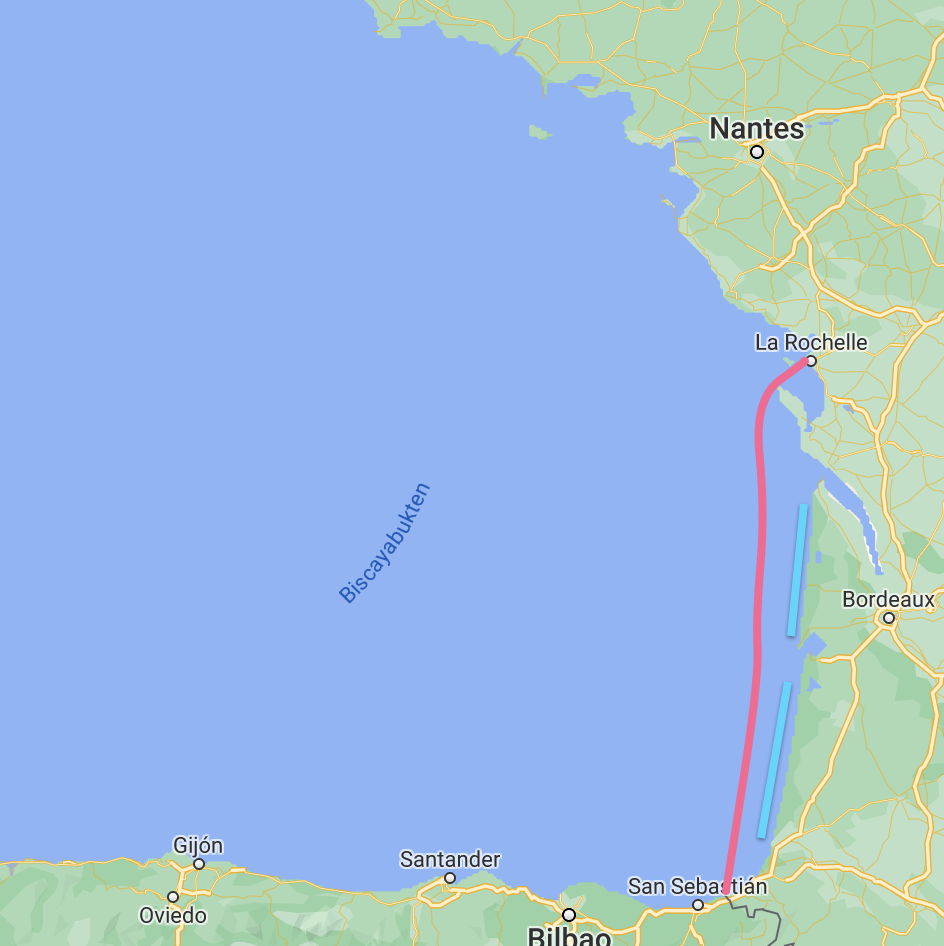 Nantes
La Rochelle
Biscayabukten
Bordeaux
Gijón
Santander
San Sebastián
Oviedo
Bilbao